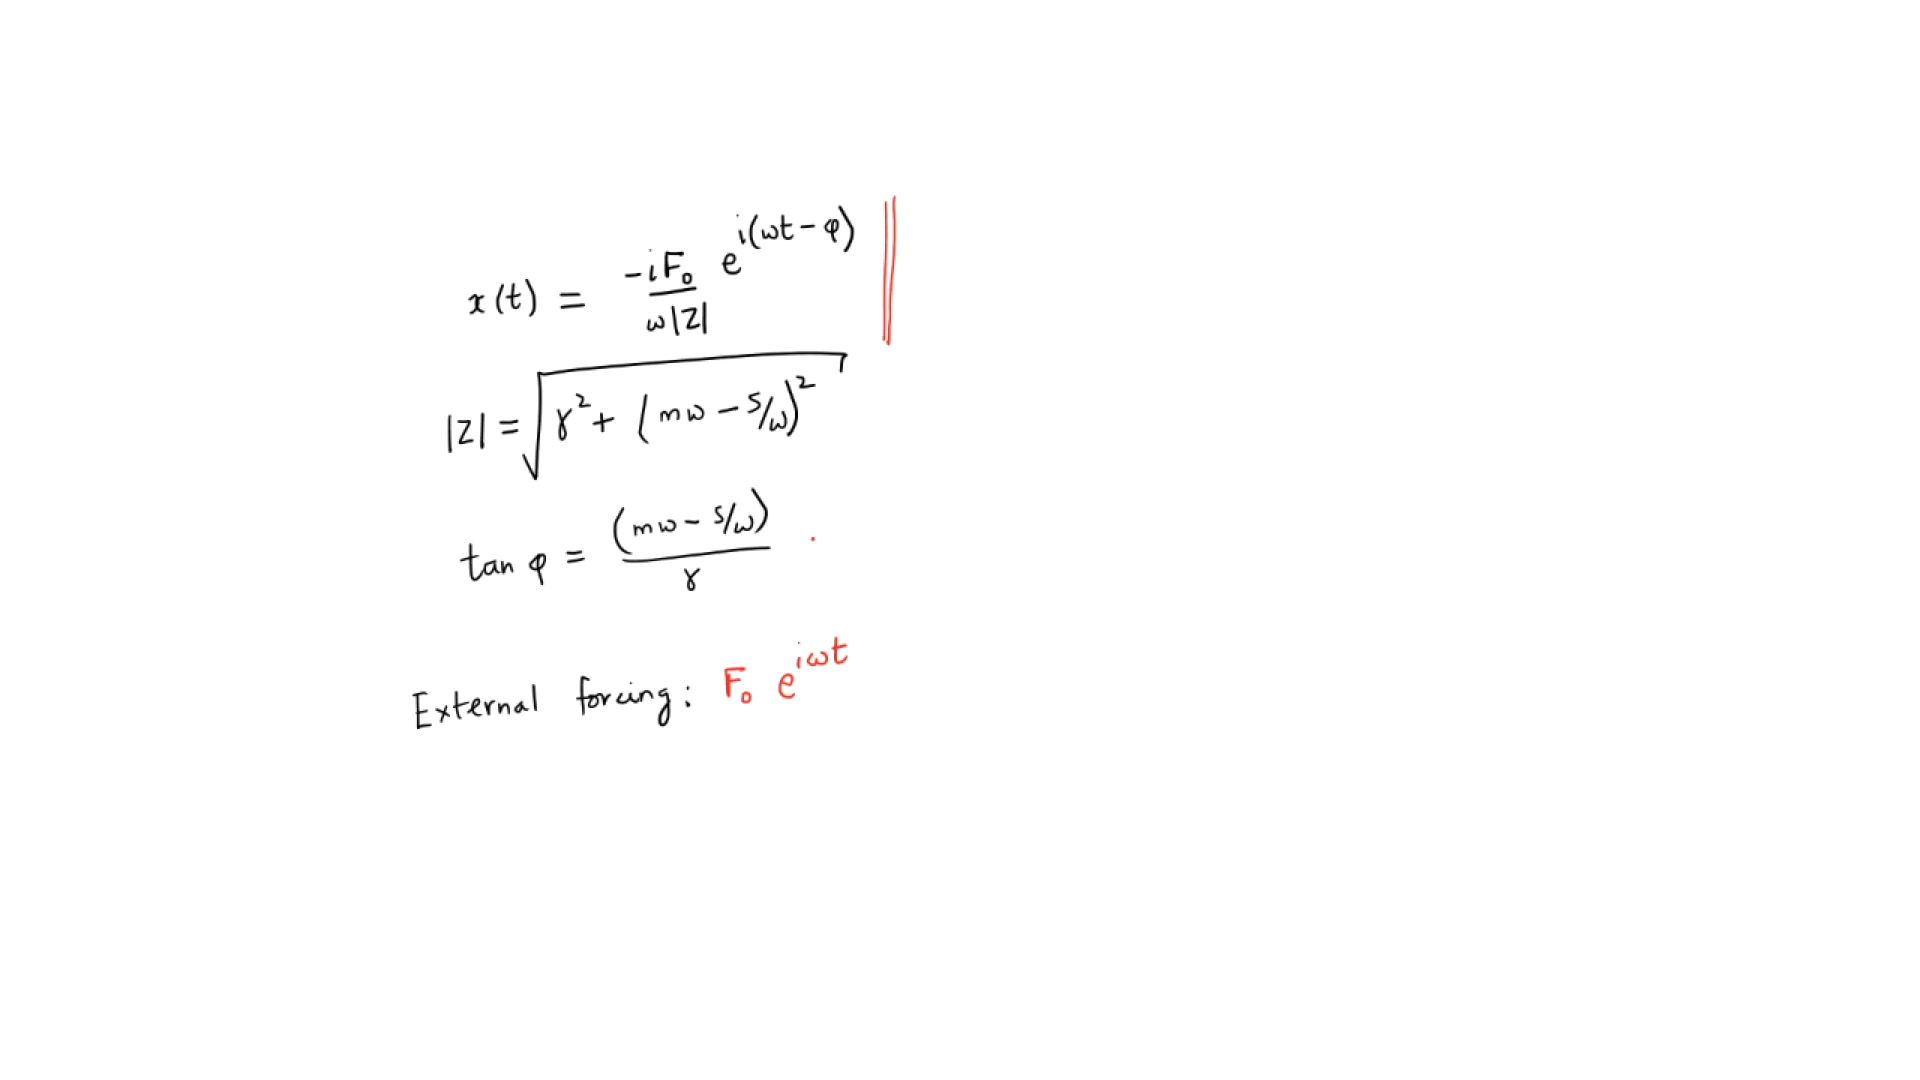 x(t) = -iF₀/ω|Z| e^i(ωt - φ)
|Z| = √(γ² + (mω - s/ω)²)
tan φ = (mω - s/ω)/γ
External forcing: F₀ e^iωt